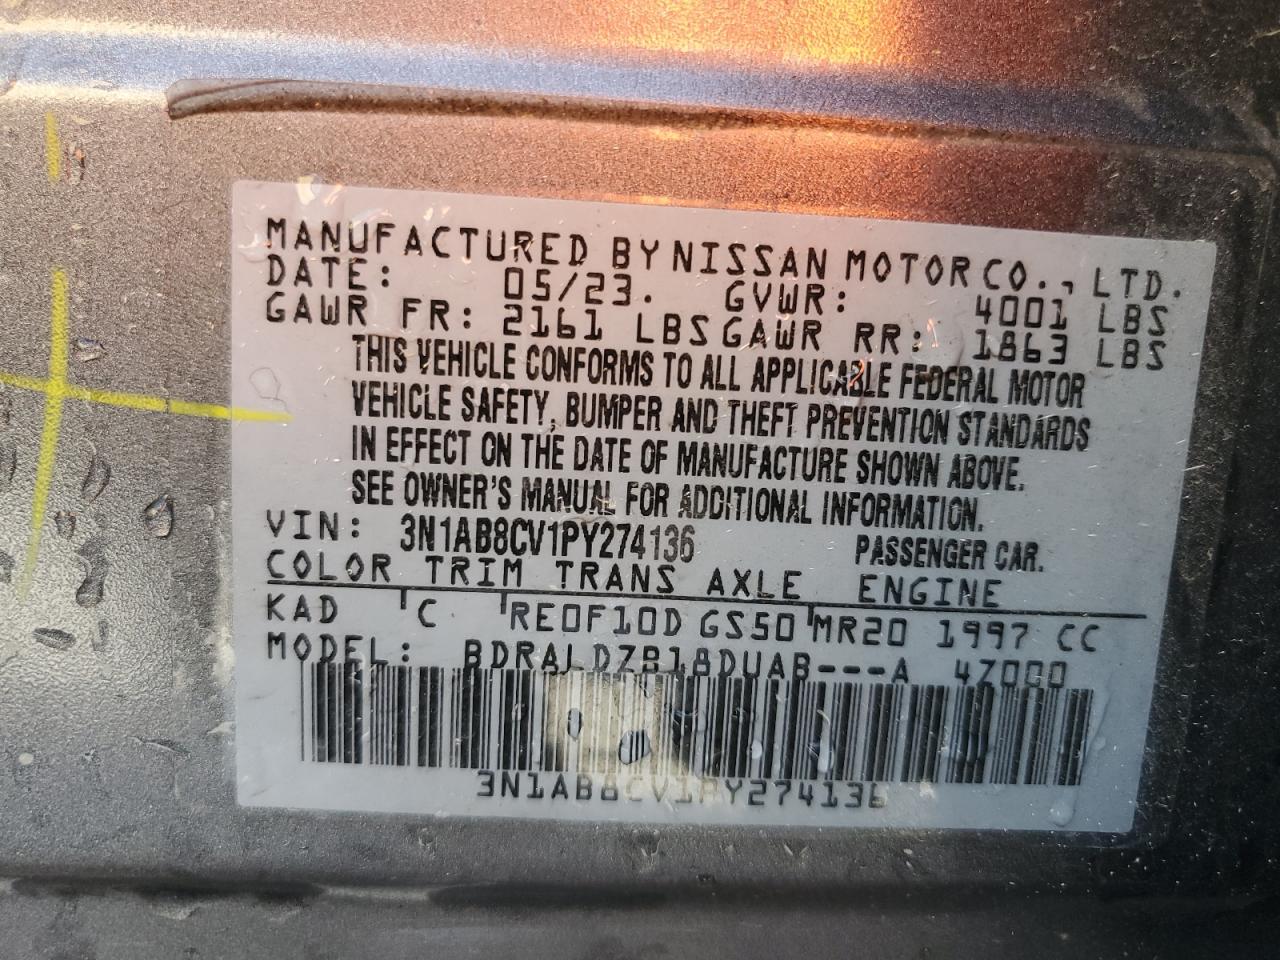 MANUFACTURED BY NISSAN MOTOR CO., LTD.
DATE: 05/23. GVWR: 4001 LBS
GAWR FR: 2161 LBS GAWR RR: 1863 LBS
THIS VEHICLE CONFORMS TO ALL APPLICABLE FEDERAL MOTOR
VEHICLE SAFETY, BUMPER AND THEFT PREVENTION STANDARDS
IN EFFECT ON THE DATE OF MANUFACTURE SHOWN ABOVE.
SEE OWNER'S MANUAL FOR ADDITIONAL INFORMATION.
VIN: 3N1AB8CV1PY274136 PASSENGER CAR.
COLOR TRIM TRANS AXLE ENGINE
KAD C RE0F10D GS50 MR20 1997 CC
MODEL: BDRALDZB18DUAB---A 4Z000
3N1AB8CV1PY274136